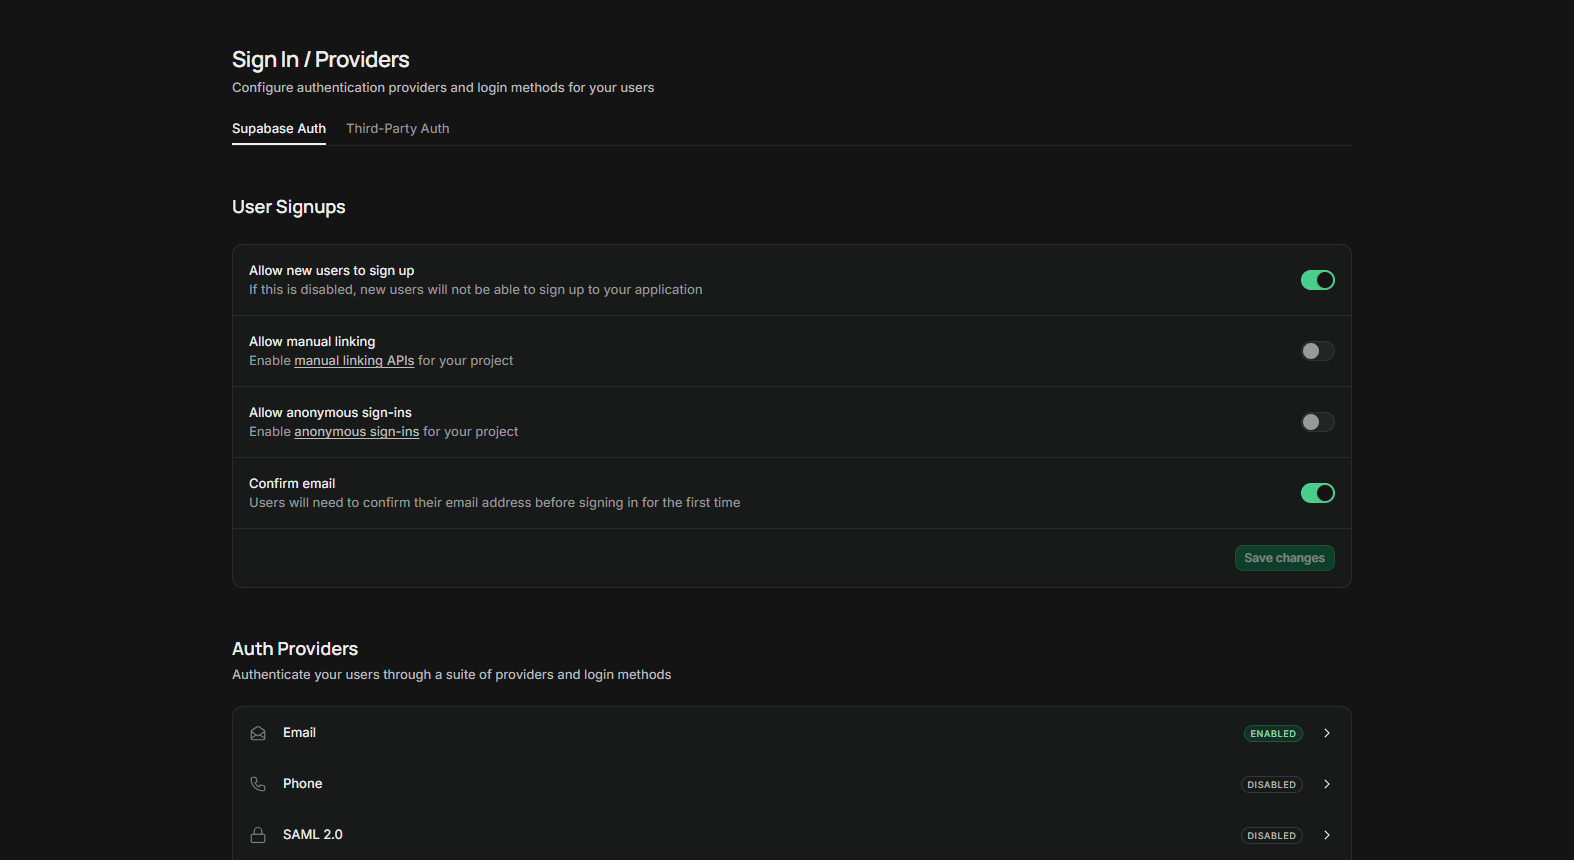 Sign In / Providers
Configure authentication providers and login methods for your users
Supabase Auth Third-Party Auth
User Signups
Allow new users to sign up
If this is disabled, new users will not be able to sign up to your application
Allow manual linking
Enable manual linking APIs for your project
Allow anonymous sign-ins
Enable anonymous sign-ins for your project
Confirm email
Users will need to confirm their email address before signing in for the first time
Save changes
Auth Providers
Authenticate your users through a suite of providers and login methods
Email ENABLED
Phone DISABLED
SAML 2.0 DISABLED